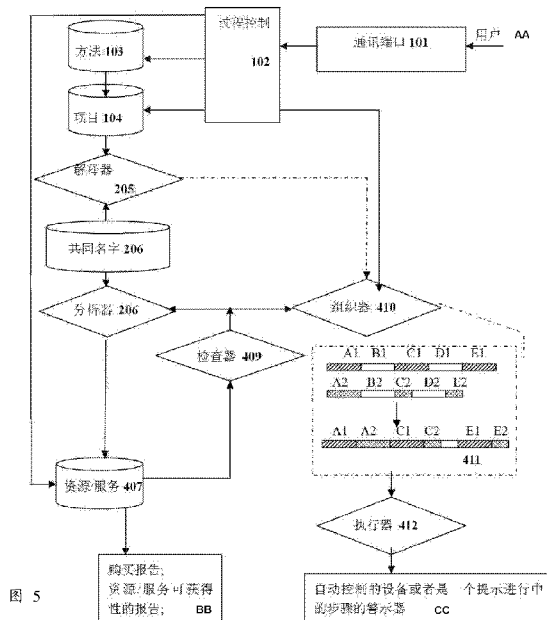 过程控制
102
通讯端口 101
用户 AA
方法 103
项目 104
解释器
205
共同名字 206
分析器 206
组织器 410
检查器 409
A1 B1 C1 D1 E1
A2 B2 C2 D2 E2
A1 A2 C1 C2 E1 E2
411
资源/服务 407
执行器 412
购买报告;
资源/服务可获得
性的报告; BB
自动控制的设备或者是一个提示进行中
的步骤的警示器 CC
图 5